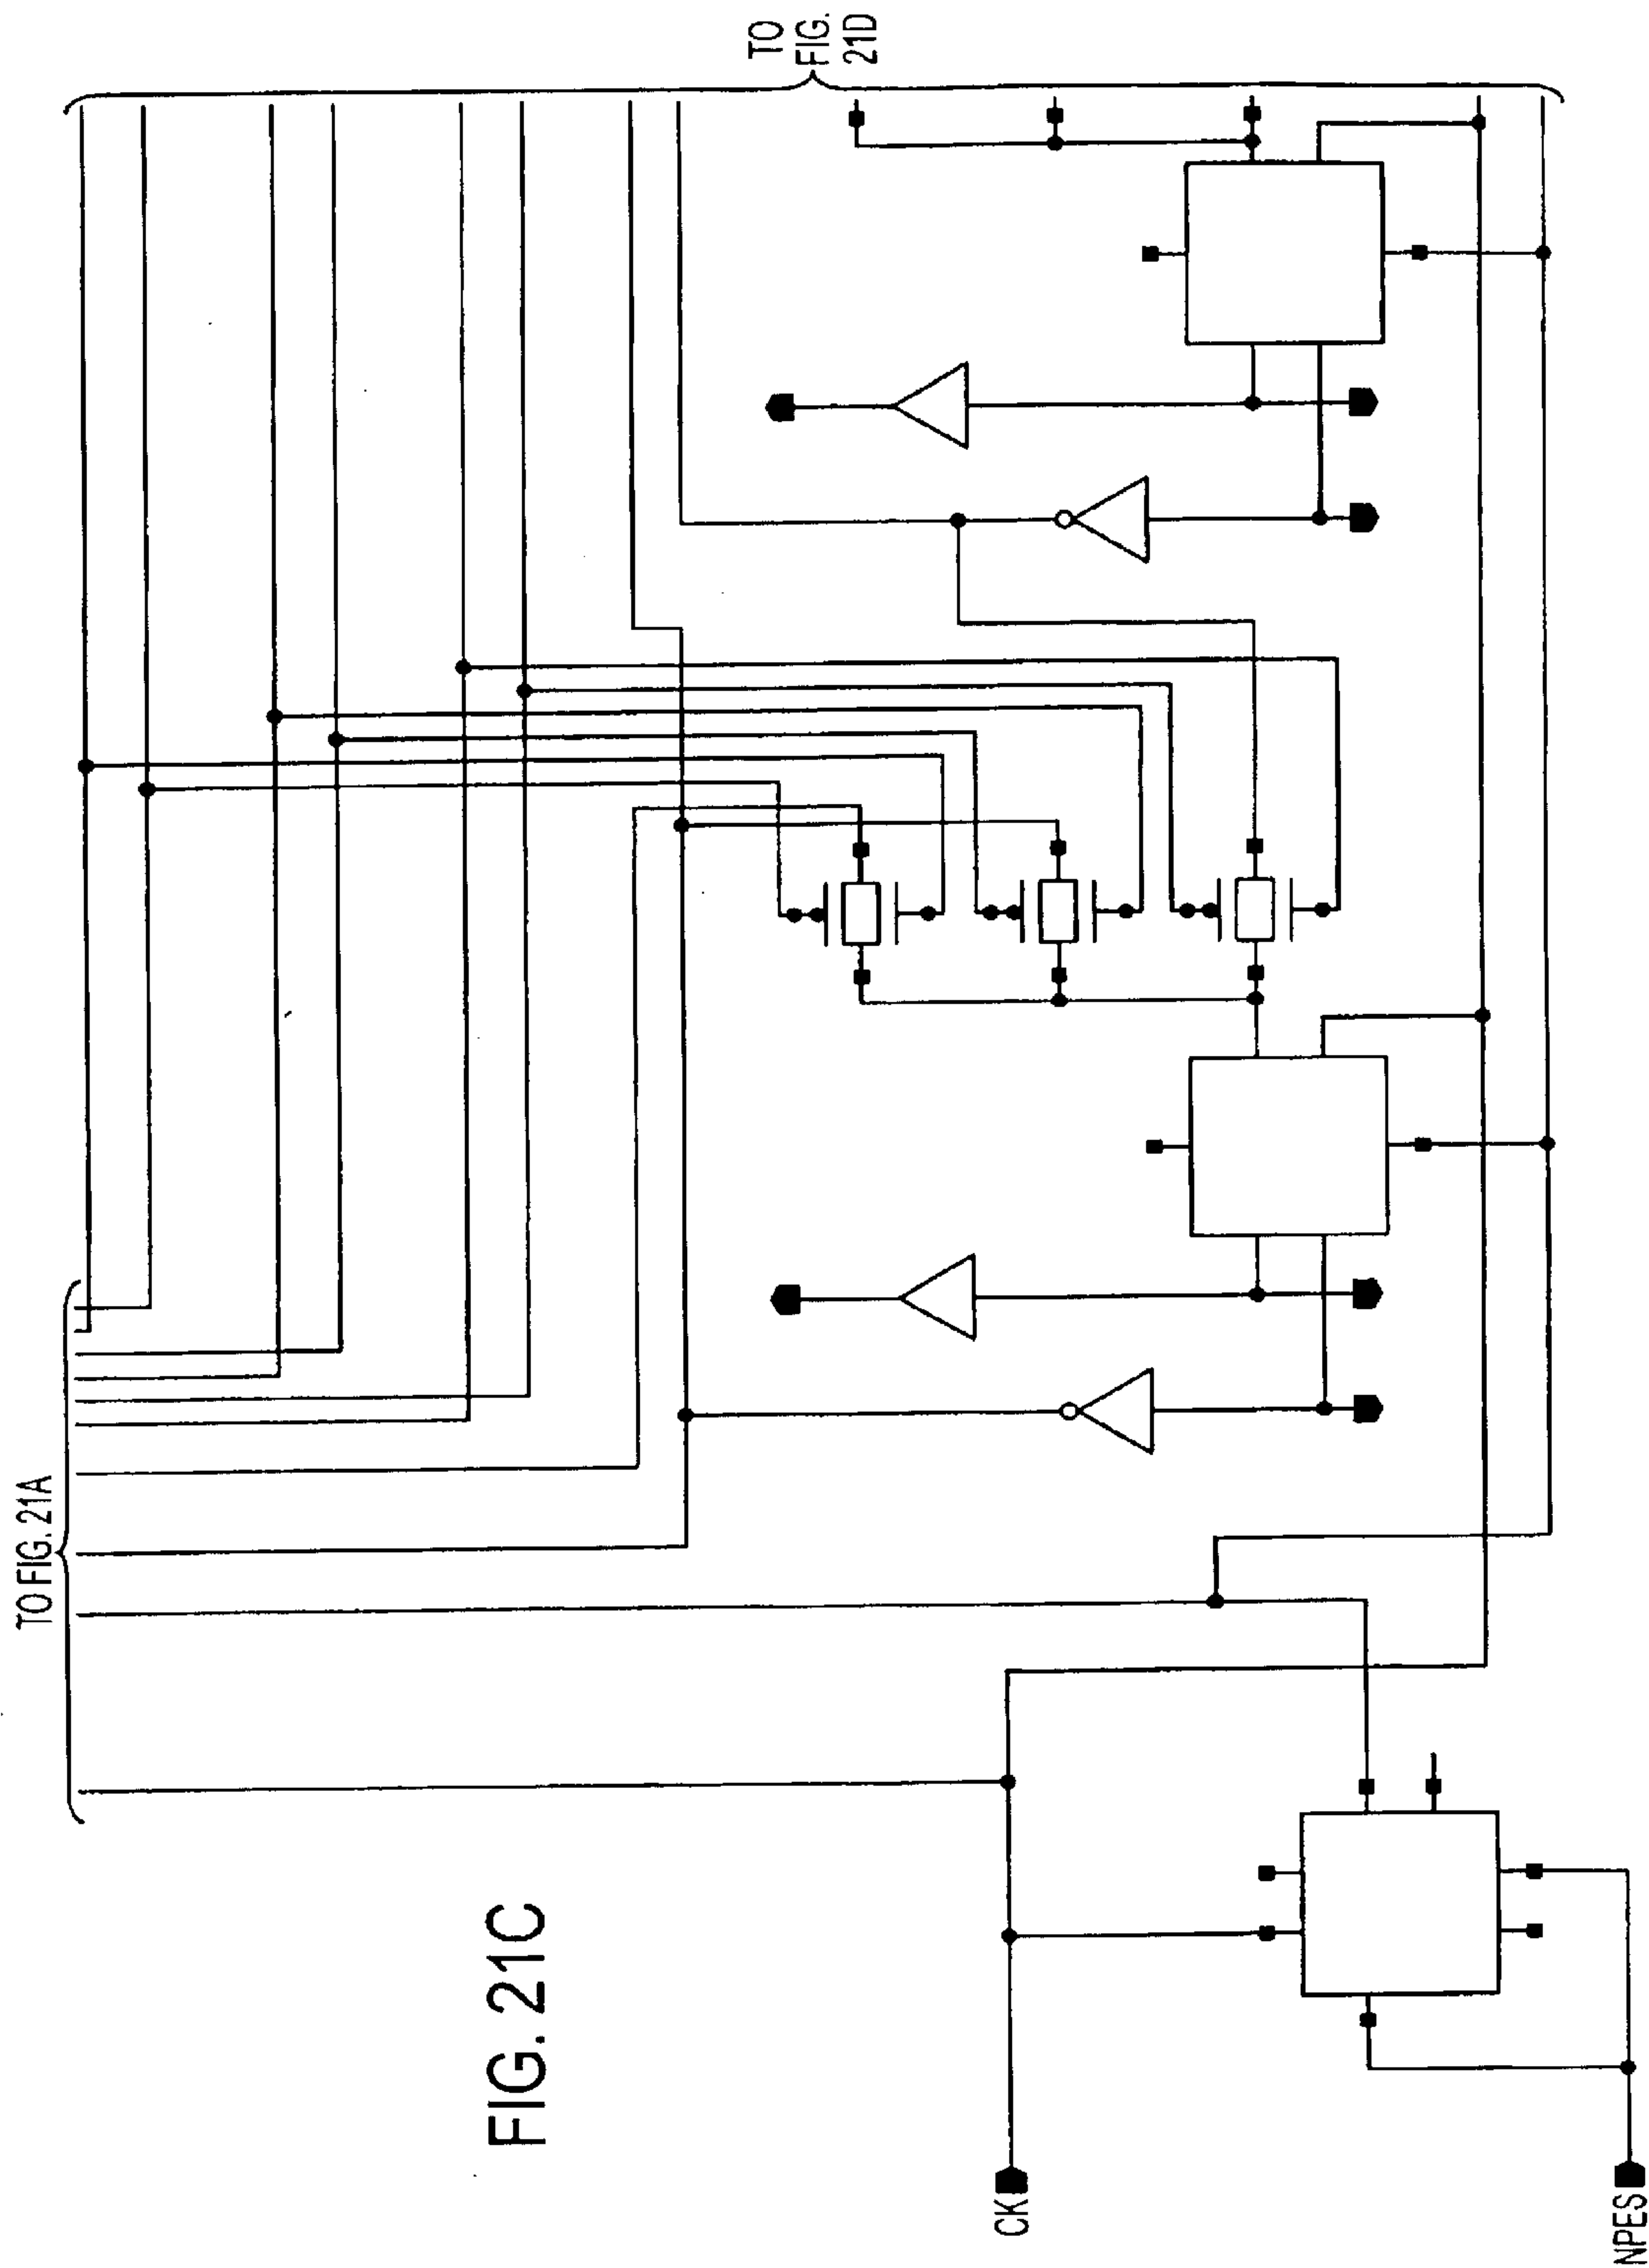 TO FIG. 21A
TO
FIG.
21D
FIG. 21C
CK
NPES